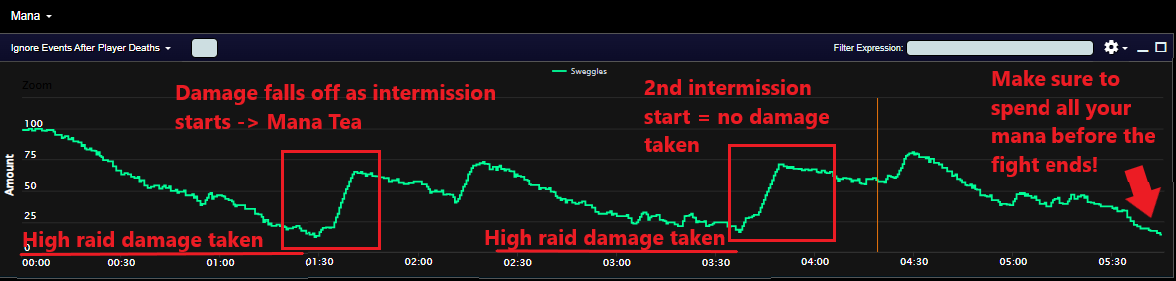 Mana
Ignore Events After Player Deaths
Filter Expression:
Sweggles
Zoom
Damage falls off as intermission
starts -> Mana Tea
2nd intermission
start = no damage
taken
Make sure to
spend all your
mana before the
fight ends!
Amount
100
75
50
25
0
High raid damage taken
High raid damage taken
00:00 00:30 01:00 01:30 02:00 02:30 03:00 03:30 04:00 04:30 05:00 05:30